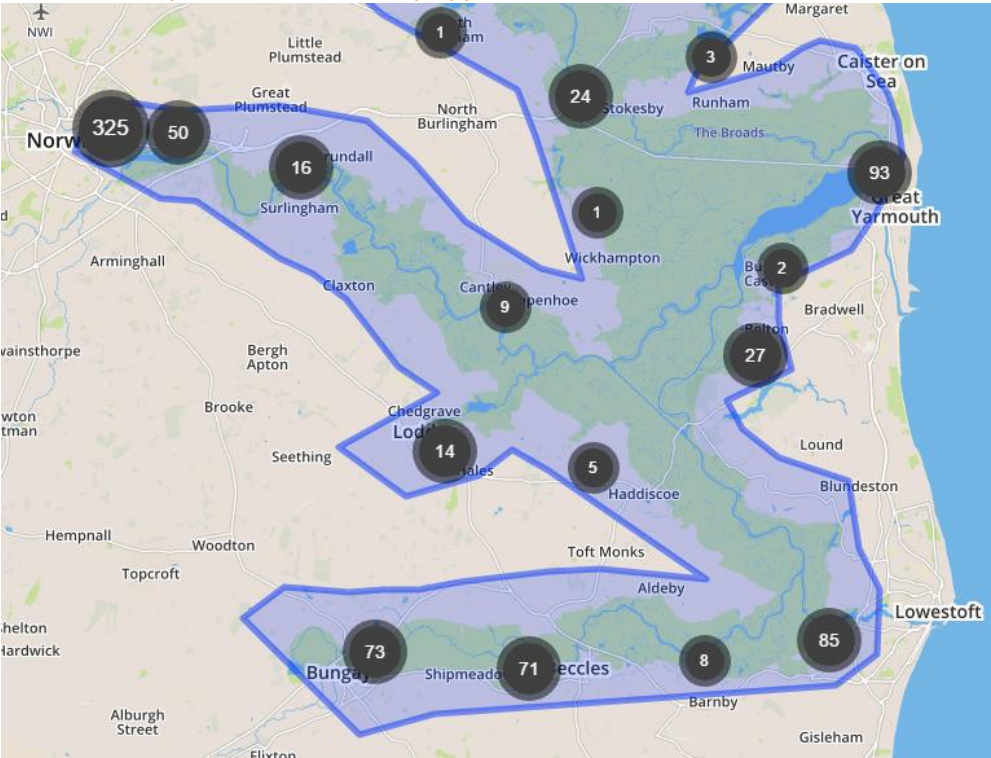 Margaret
NWI
1
Little
Plumstead
3
Mautby
Caister on
Sea
Great
Plumstead
24
Stokesby
Runham
North
Burlingham
The Broads
325
50
16
Surlingham
93
Great
Yarmouth
1
Wickhampton
Arminghall
2
Claxton
Cantley
9
Bradwell
Belton
27
Bergh
Apton
Brooke
Chedgrave
14
Seething
5
Lound
Haddiscoe
Blundeston
Hempnall
Woodton
Topcroft
Toft Monks
Aldeby
Lowestoft
85
73
71
8
Beccles
Barnby
Alburgh
Street
Gisleham
Flixton